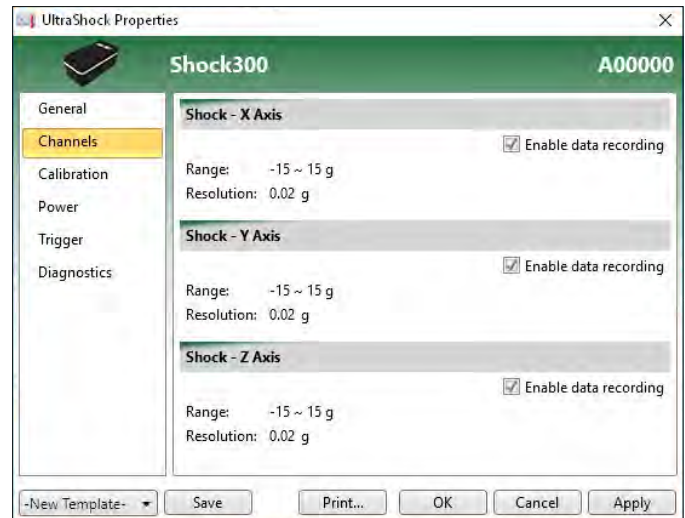 UltraShock Properties
Shock300 A00000
General
Channels
Calibration
Power
Trigger
Diagnostics
Shock - X Axis
Enable data recording
Range: -15 ~ 15 g
Resolution: 0.02 g
Shock - Y Axis
Enable data recording
Range: -15 ~ 15 g
Resolution: 0.02 g
Shock - Z Axis
Enable data recording
Range: -15 ~ 15 g
Resolution: 0.02 g
-New Template- Save Print... OK Cancel Apply